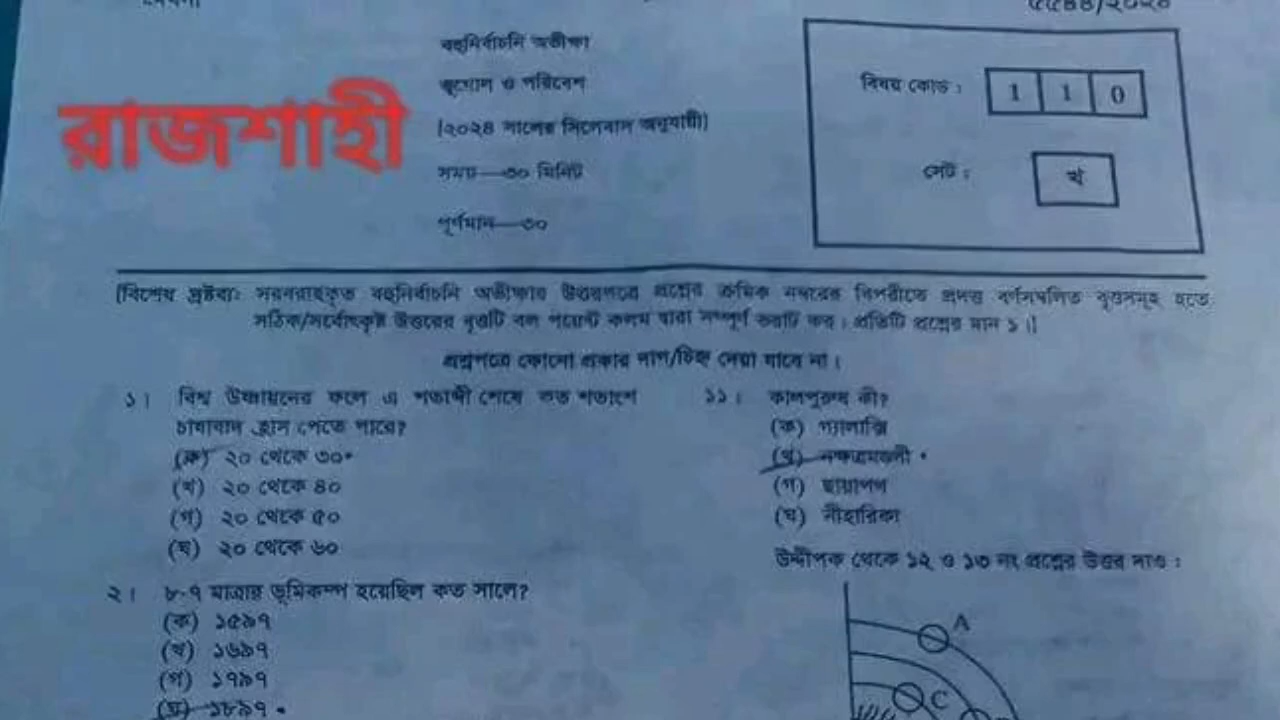 ৫৫৪৪/২০২৪
বহুনির্বাচনি অভীক্ষা
ভূগোল ও পরিবেশ
[২০২৪ সালের সিলেবাস অনুযায়ী]
সময়—৩০ মিনিট
পূর্ণমান—৩০
রাজশাহী
বিষয় কোড : 1 1 0
সেট : খ
[বিশেষ দ্রষ্টব্য: সরবরাহকৃত বহুনির্বাচনি অভীক্ষার উত্তরপত্রে প্রশ্নের ক্রমিক নম্বরের বিপরীতে প্রদত্ত বর্ণসম্বলিত বৃত্তসমূহ হতে
সঠিক/সর্বোৎকৃষ্ট উত্তরের বৃত্তটি বল পয়েন্ট কলম দ্বারা সম্পূর্ণ ভরাট কর। প্রতিটি প্রশ্নের মান ১।]
প্রশ্নপত্রে কোনো প্রকার দাগ/চিহ্ন দেয়া যাবে না।
১। বিশ্ব উষ্ণায়নের ফলে এ শতাব্দী শেষে কত শতাংশ
চাষাবাদ হ্রাস পেতে পারে?
(ক) ২০ থেকে ৩০
(খ) ২০ থেকে ৪০
(গ) ২০ থেকে ৫০
(ঘ) ২০ থেকে ৬০
২। ৮·৭ মাত্রার ভূমিকম্প হয়েছিল কত সালে?
(ক) ১৫৯৭
(খ) ১৬৯৭
(গ) ১৭৯৭
(ঘ) ১৮৯৭
১১। কালপুরুষ কী?
(ক) গ্যালাক্সি
(খ) নক্ষত্রমণ্ডলী
(গ) ছায়াপথ
(ঘ) নীহারিকা
উদ্দীপক থেকে ১২ ও ১৩ নং প্রশ্নের উত্তর দাও :
A
C